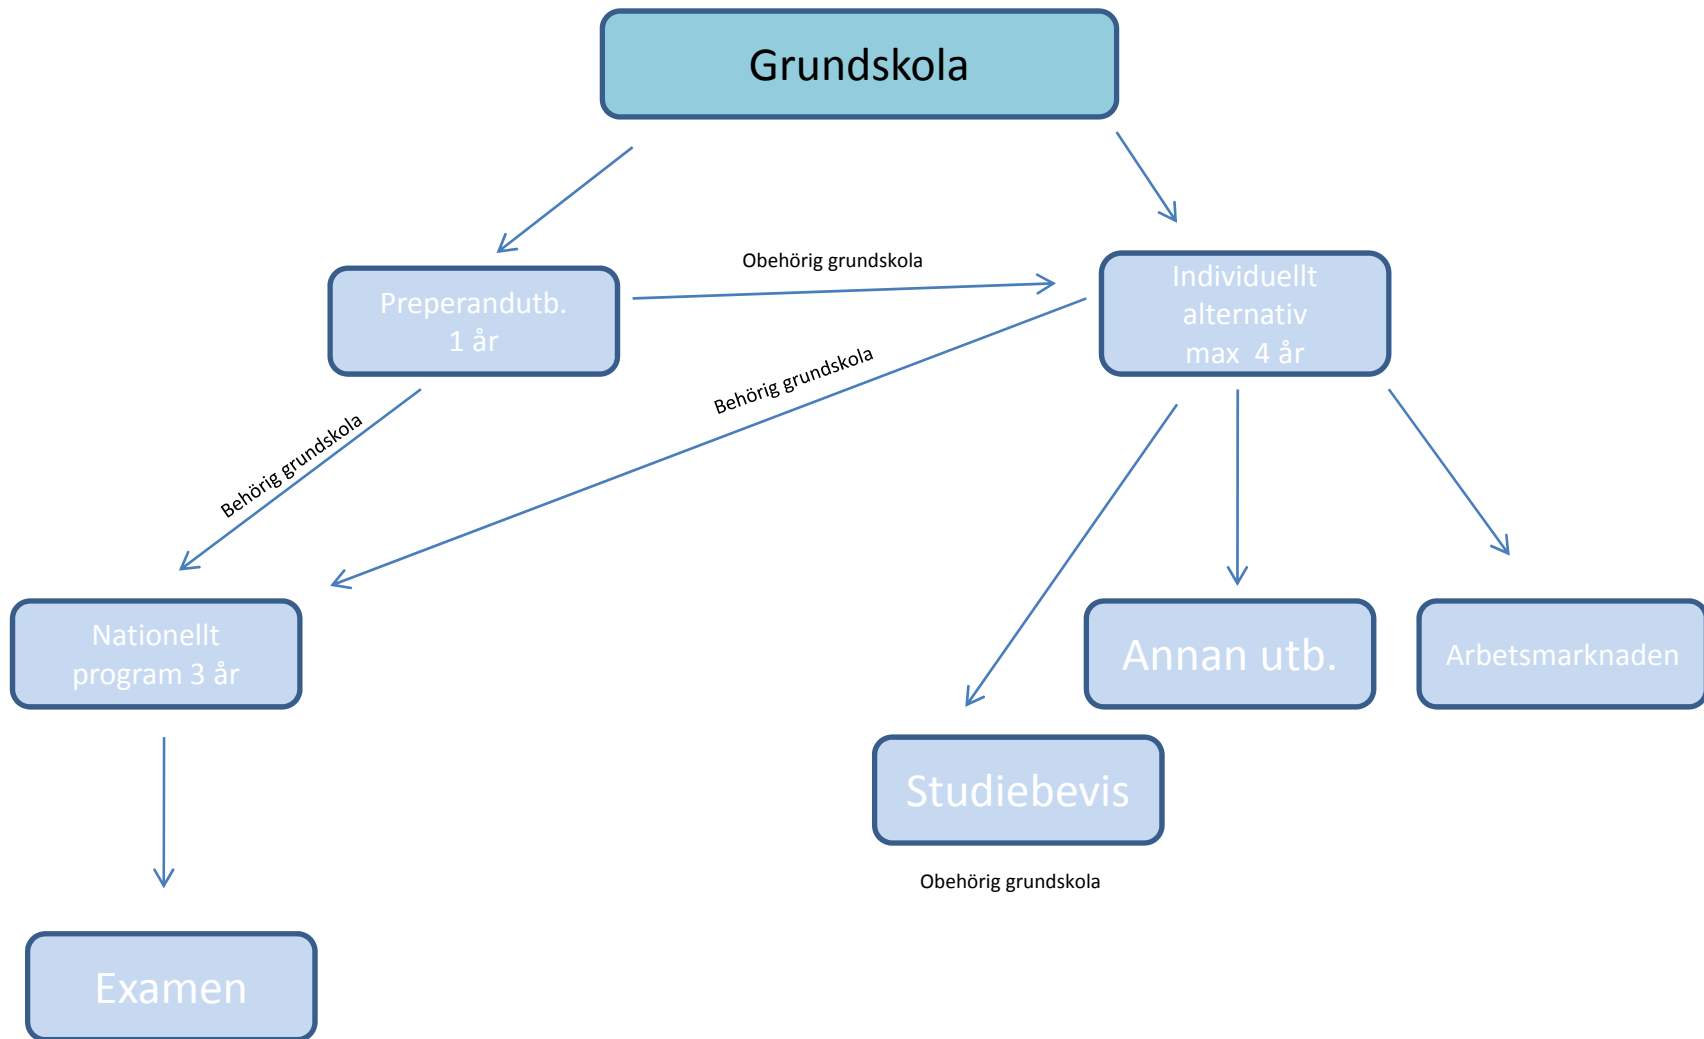 Grundskola
Obehörig grundskola
Preperandutb.
1 år
Individuellt
alternativ
max 4 år
Behörig grundskola
Behörig grundskola
Nationellt
program 3 år
Annan utb.
Arbetsmarknaden
Studiebevis
Obehörig grundskola
Examen